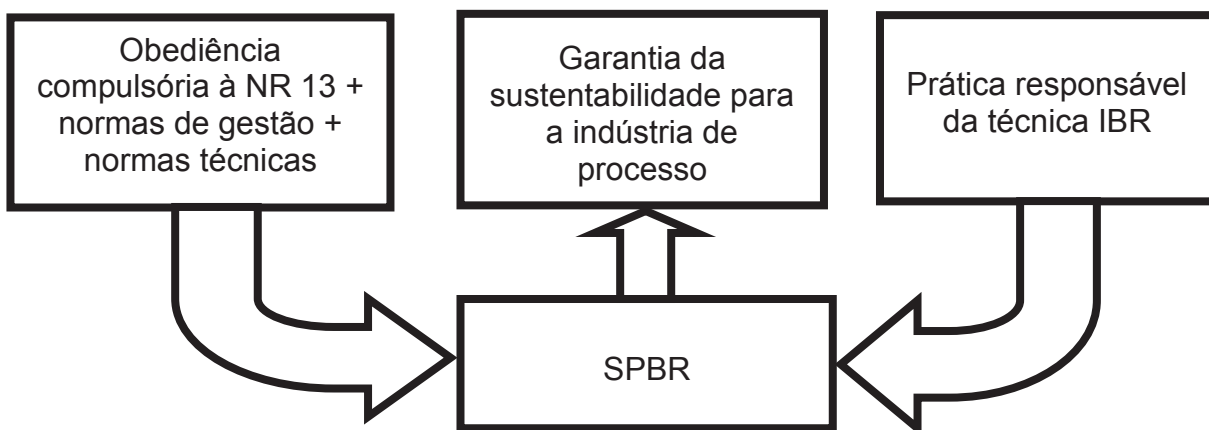 Obediência
compulsória à NR 13 +
normas de gestão +
normas técnicas
Garantia da
sustentabilidade para
a indústria de
processo
Prática responsável
da técnica IBR
SPBR